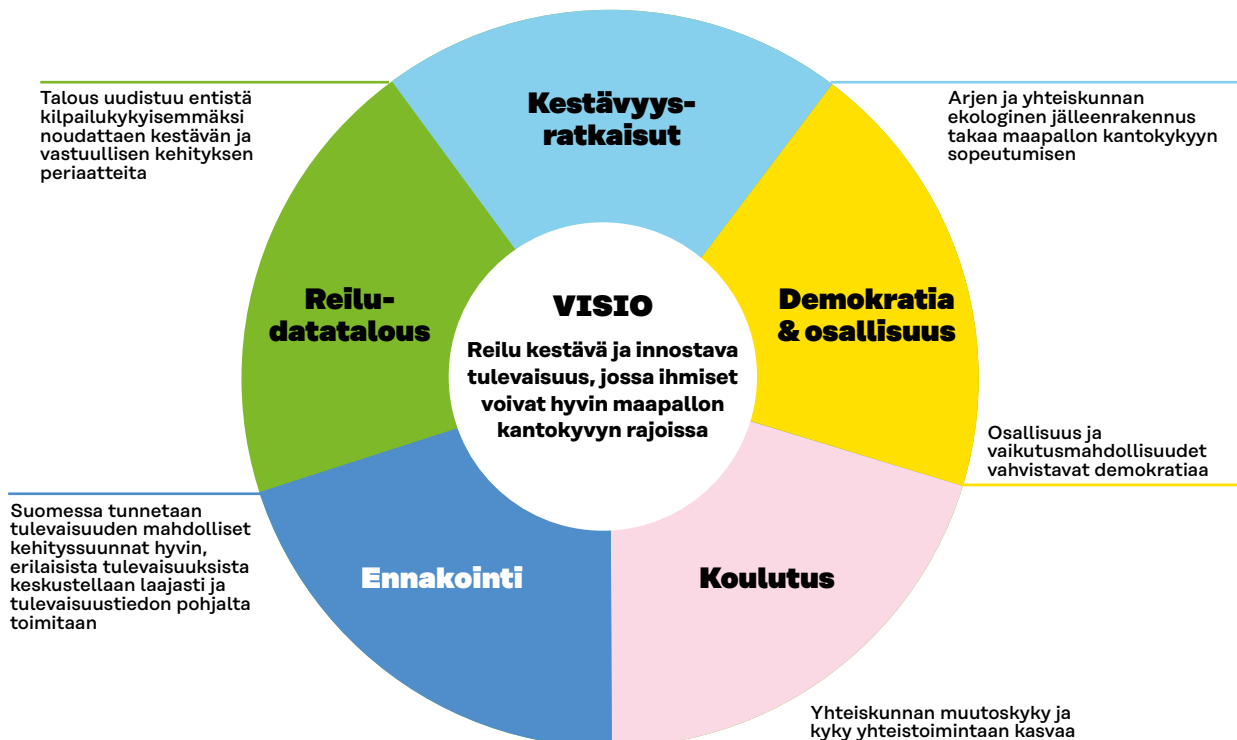 Kestävyys-
ratkaisut
Talous uudistuu entistä
kilpailukykyisemmäksi
noudattaen kestävän ja
vastuullisen kehityksen
periaatteita
Arjen ja yhteiskunnan
ekologinen jälleenrakennus
takaa maapallon kantokykyyn
sopeutumisen
Reilu-
datatalous
VISIO
Reilu kestävä ja innostava
tulevaisuus, jossa ihmiset
voivat hyvin maapallon
kantokyvyn rajoissa
Demokratia
& osallisuus
Osallisuus ja
vaikutusmahdollisuudet
vahvistavat demokratiaa
Suomessa tunnetaan
tulevaisuuden mahdolliset
kehityssuunnat hyvin,
erilaisista tulevaisuuksista
keskustellaan laajasti ja
tulevaisuustiedon pohjalta
toimitaan
Ennakointi
Koulutus
Yhteiskunnan muutoskyky ja
kyky yhteistoimintaan kasvaa